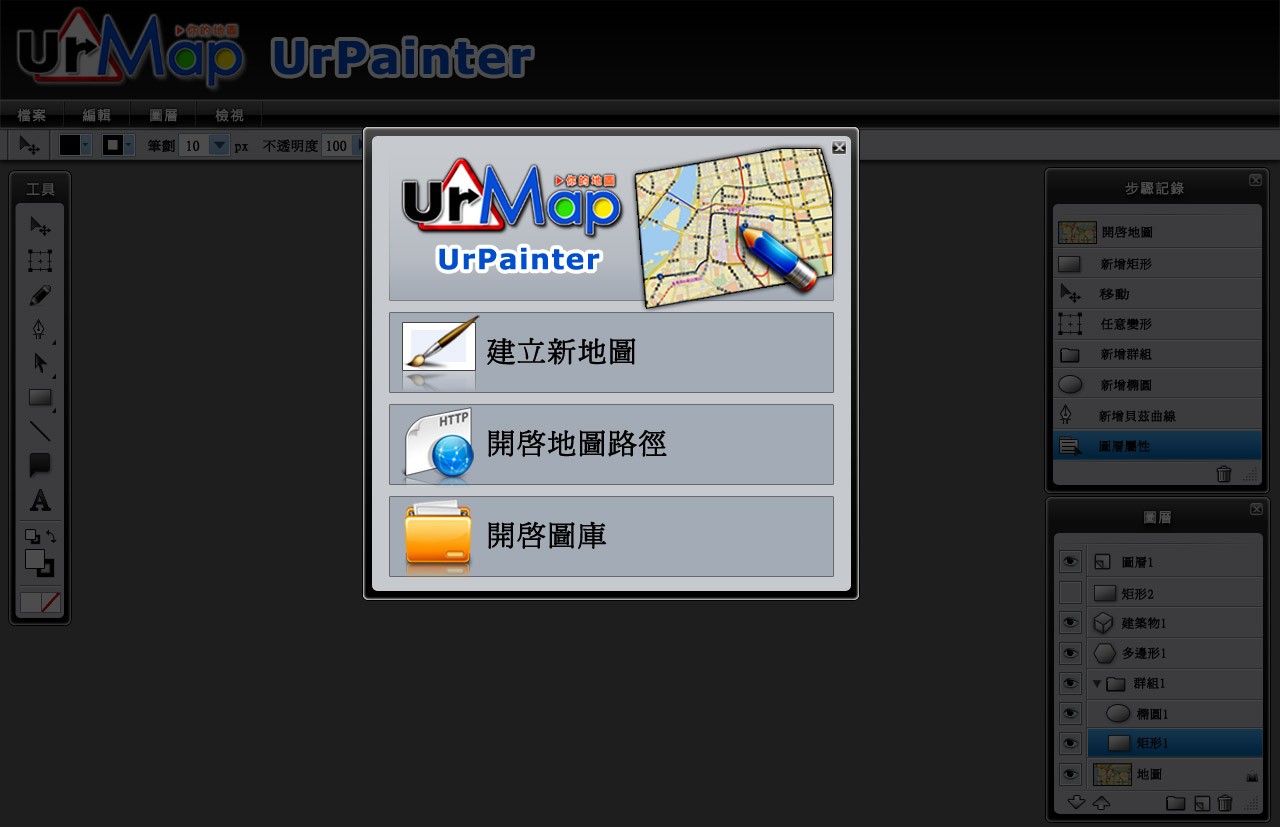 UrMap 你的地圖 UrPainter
檔案 編輯 圖層 檢視
筆劃 10 px 不透明度 100
工具
A
UrMap 你的地圖
UrPainter
建立新地圖
HTTP
開啓地圖路徑
開啓圖庫
步驟記錄
開啓地圖
新增矩形
移動
任意變形
新增群組
新增橢圓
新增貝茲曲線
圖層屬性
圖層
圖層1
矩形2
建築物1
多邊形1
群組1
橢圓1
矩形1
地圖